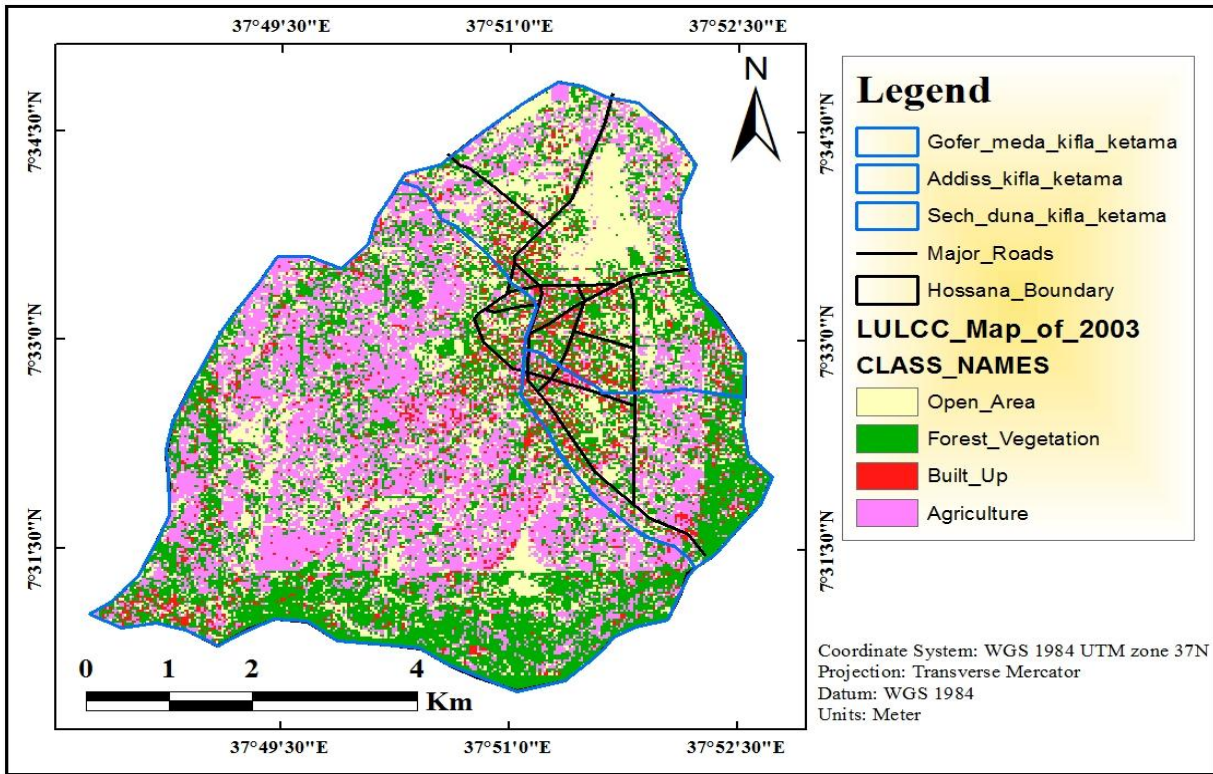 37°49'30"E 37°51'0"E 37°52'30"E
N
7°34'30"N 7°34'30"N
7°33'0"N 7°33'0"N
7°31'30"N 7°31'30"N
0 1 2 4
Km
37°49'30"E 37°51'0"E 37°52'30"E
Legend
Gofer_meda_kifla_ketama
Addiss_kifla_ketama
Sech_duna_kifla_ketama
Major_Roads
Hossana_Boundary
LULCC_Map_of_2003
CLASS_NAMES
Open_Area
Forest_Vegetation
Built_Up
Agriculture
Coordinate System: WGS 1984 UTM zone 37N
Projection: Transverse Mercator
Datum: WGS 1984
Units: Meter